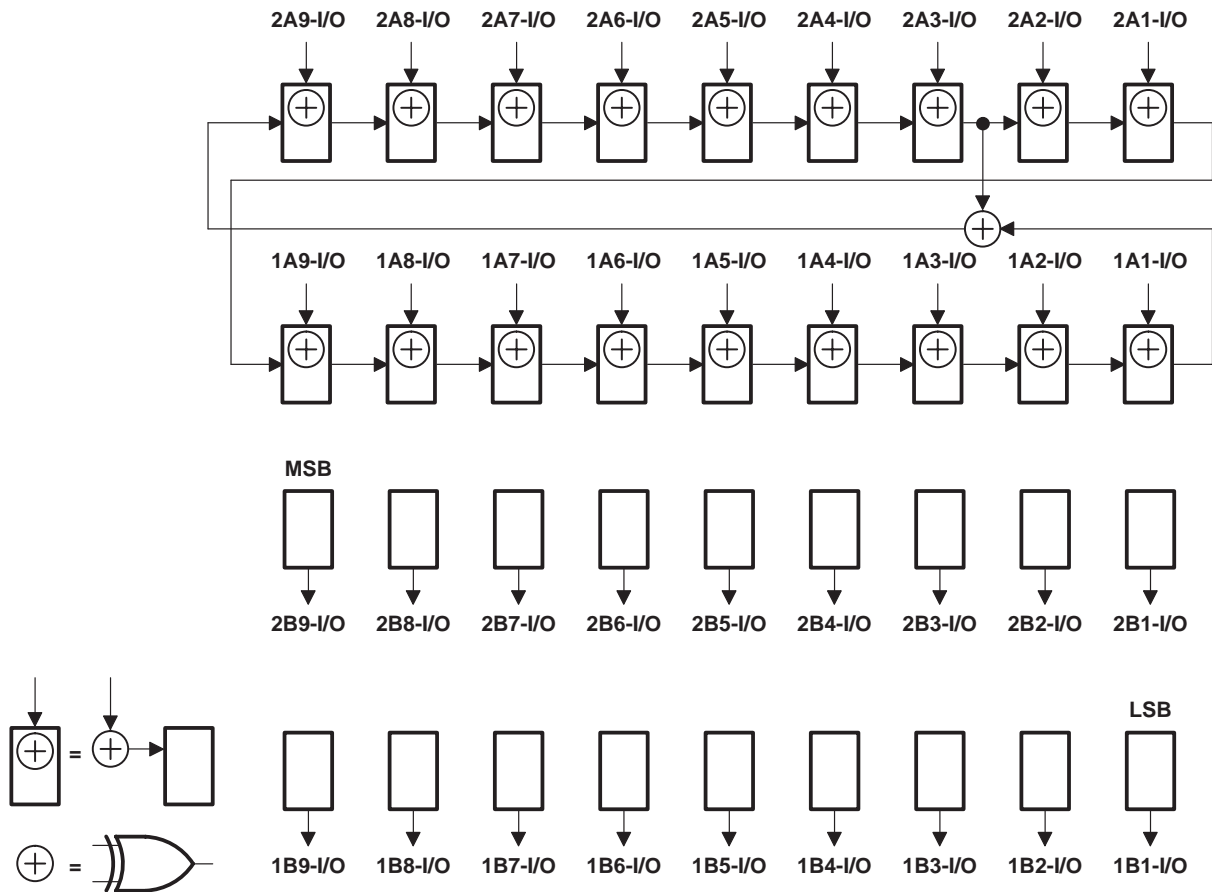 2A9-I/O 2A8-I/O 2A7-I/O 2A6-I/O 2A5-I/O 2A4-I/O 2A3-I/O 2A2-I/O 2A1-I/O
1A9-I/O 1A8-I/O 1A7-I/O 1A6-I/O 1A5-I/O 1A4-I/O 1A3-I/O 1A2-I/O 1A1-I/O
MSB
2B9-I/O 2B8-I/O 2B7-I/O 2B6-I/O 2B5-I/O 2B4-I/O 2B3-I/O 2B2-I/O 2B1-I/O
LSB
=
=
1B9-I/O 1B8-I/O 1B7-I/O 1B6-I/O 1B5-I/O 1B4-I/O 1B3-I/O 1B2-I/O 1B1-I/O